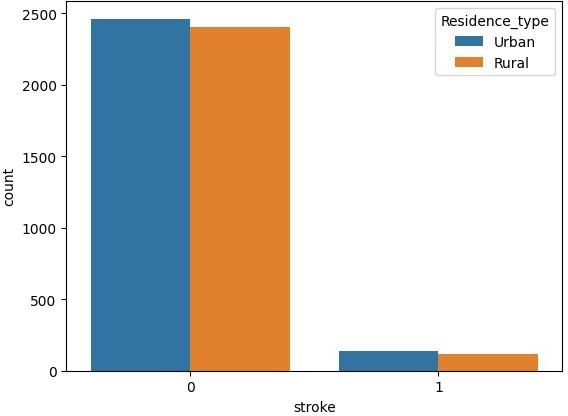 Residence_type
Urban
Rural
2500
2000
1500
1000
500
0
count
0 1
stroke